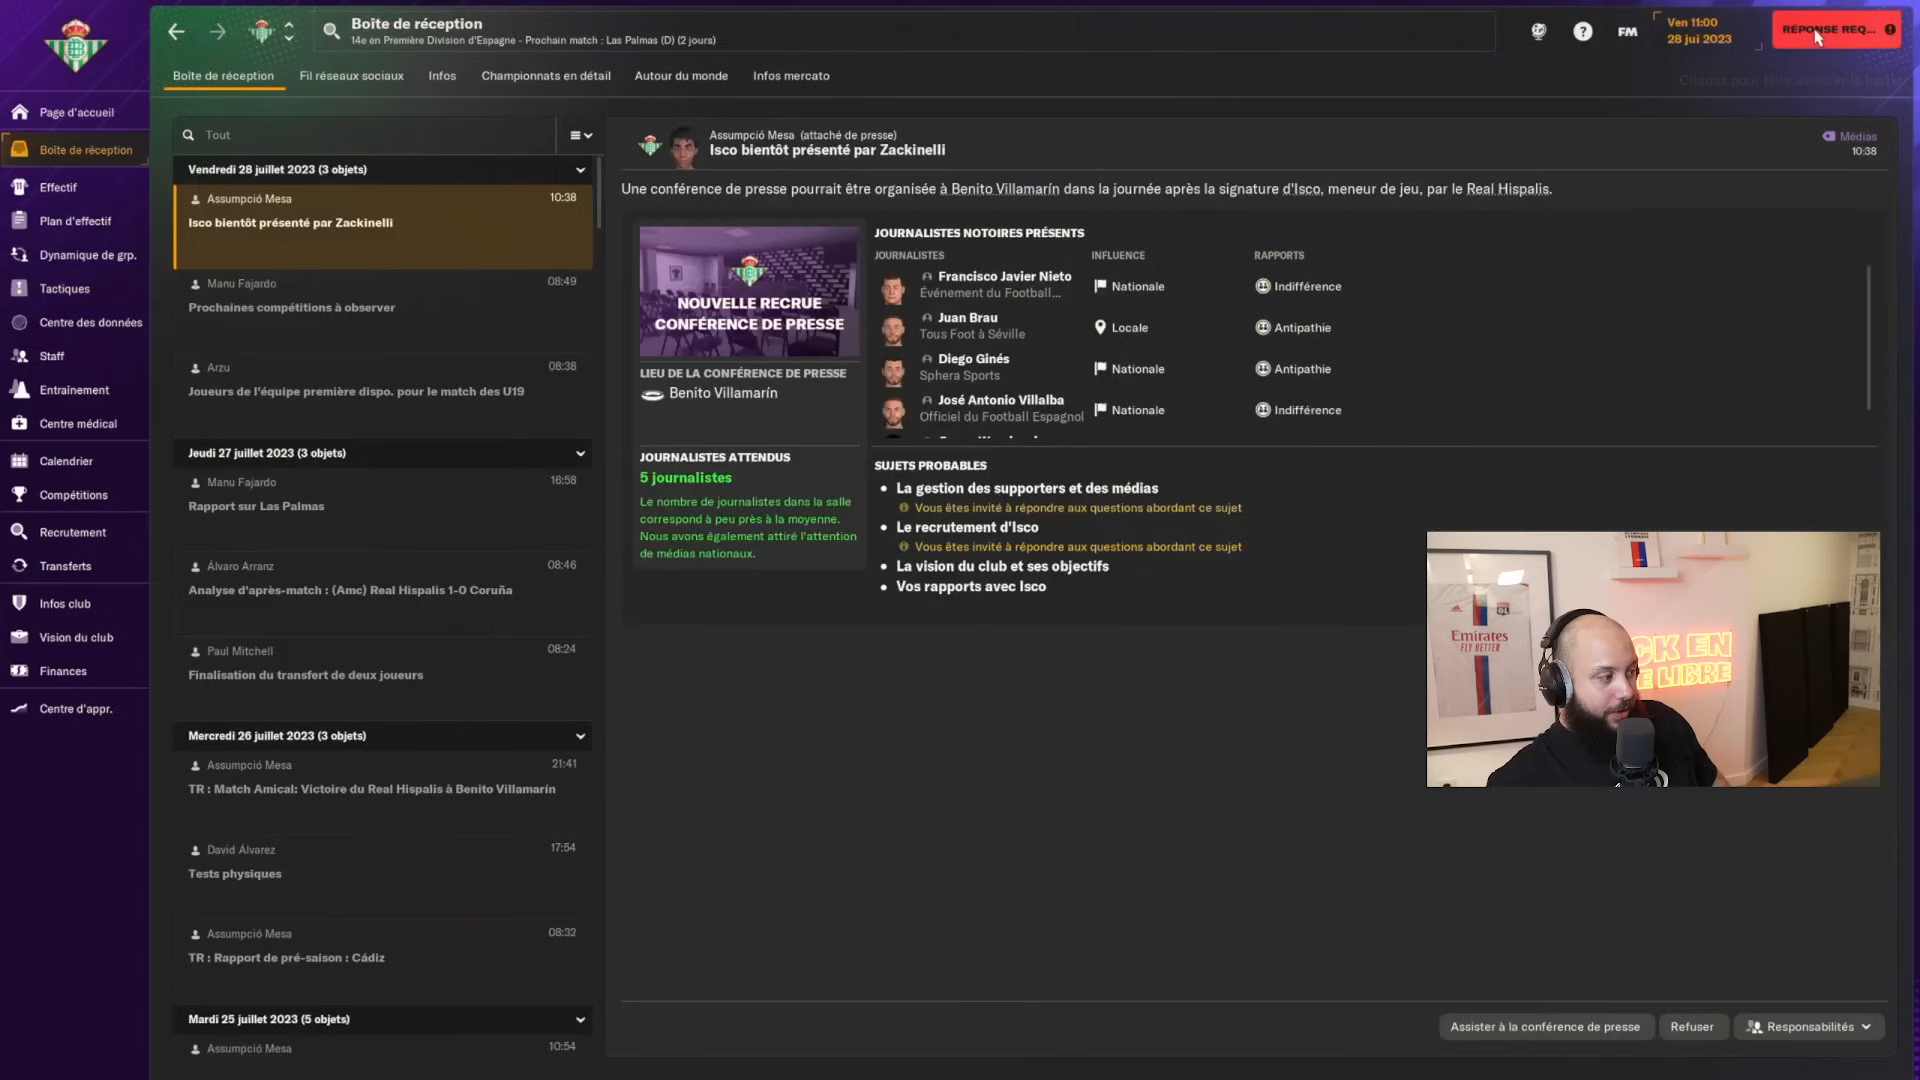 Boîte de réception
14e en Première Division d'Espagne - Prochain match : Las Palmas (D) (2 jours)
FM
Ven 11:00
28 jui 2023
RÉPONSE REQ...
Boîte de réception
Fil réseaux sociaux
Infos
Championnats en détail
Autour du monde
Infos mercato
Page d'accueil
Boîte de réception
Effectif
Plan d'effectif
Dynamique de grp.
Tactiques
Centre des données
Staff
Entraînement
Centre médical
Calendrier
Compétitions
Recrutement
Transferts
Infos club
Vision du club
Finances
Centre d'appr.
Tout
Vendredi 28 juillet 2023 (3 objets)
Assumpció Mesa 10:38
Isco bientôt présenté par Zackinelli
Manu Fajardo 08:49
Prochaines compétitions à observer
Arzu 08:38
Joueurs de l'équipe première dispo. pour le match des U19
Jeudi 27 juillet 2023 (3 objets)
Manu Fajardo 16:58
Rapport sur Las Palmas
Álvaro Arranz 08:46
Analyse d'après-match : (Amc) Real Hispalis 1-0 Coruña
Paul Mitchell 08:24
Finalisation du transfert de deux joueurs
Mercredi 26 juillet 2023 (3 objets)
Assumpció Mesa 21:41
TR : Match Amical: Victoire du Real Hispalis à Benito Villamarín
David Álvarez 17:54
Tests physiques
Assumpció Mesa 08:32
TR : Rapport de pré-saison : Cádiz
Mardi 25 juillet 2023 (5 objets)
Assumpció Mesa 10:54
Assumpció Mesa (attaché de presse)
Isco bientôt présenté par Zackinelli
Médias
10:38
Une conférence de presse pourrait être organisée à Benito Villamarín dans la journée après la signature d'Isco, meneur de jeu, par le Real Hispalis.
NOUVELLE RECRUE
CONFÉRENCE DE PRESSE
LIEU DE LA CONFÉRENCE DE PRESSE
Benito Villamarín
JOURNALISTES ATTENDUS
5 journalistes
Le nombre de journalistes dans la salle
correspond à peu près à la moyenne.
Nous avons également attiré l'attention
de médias nationaux.
JOURNALISTES NOTOIRES PRÉSENTS
JOURNALISTES INFLUENCE RAPPORTS
Francisco Javier Nieto
Événement du Football...
Nationale Indifférence
Juan Brau
Tous Foot à Séville
Locale Antipathie
Diego Ginés
Sphera Sports
Nationale Antipathie
José Antonio Villalba
Officiel du Football Espagnol
Nationale Indifférence
SUJETS PROBABLES
• La gestion des supporters et des médias
Vous êtes invité à répondre aux questions abordant ce sujet
• Le recrutement d'Isco
Vous êtes invité à répondre aux questions abordant ce sujet
• La vision du club et ses objectifs
• Vos rapports avec Isco
Emirates
FLY BETTER
CK EN
E LIBRE
Assister à la conférence de presse
Refuser
Responsabilités